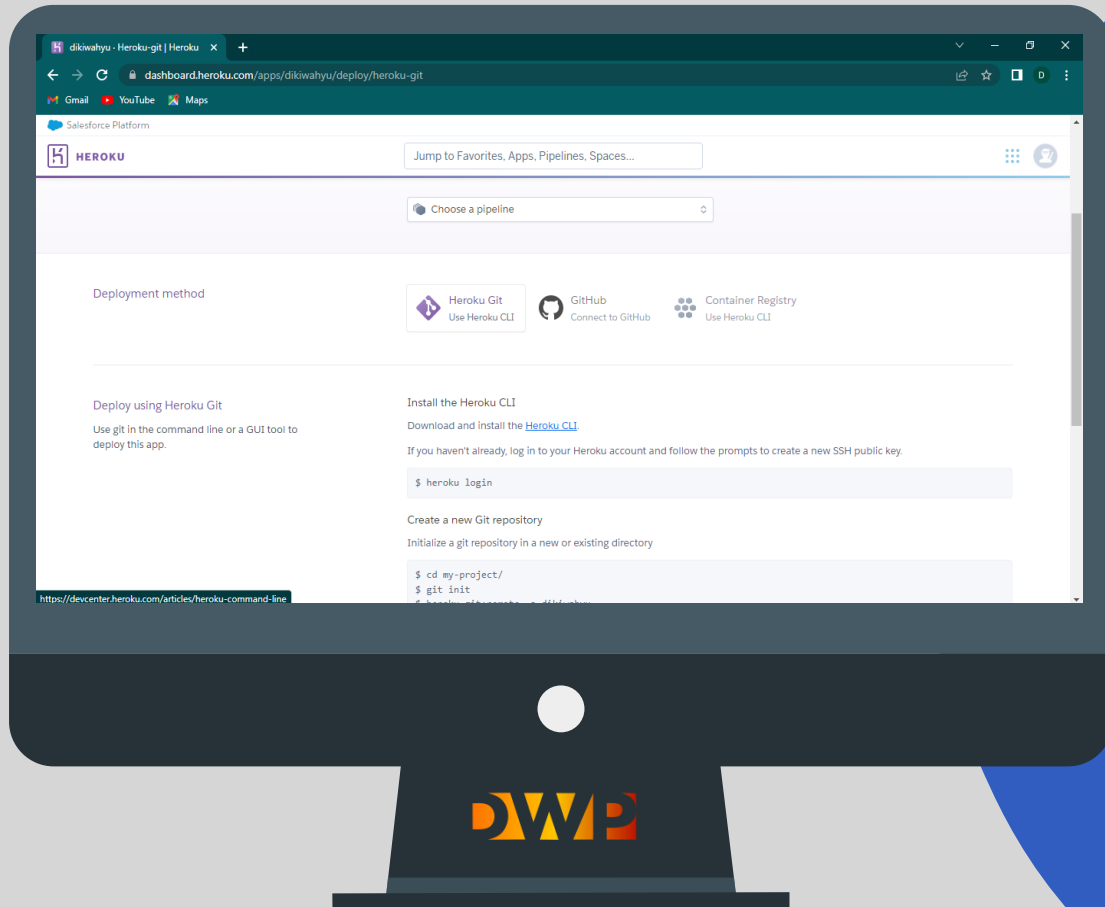 dikiwahyu · Heroku-git | Heroku
dashboard.heroku.com/apps/dikiwahyu/deploy/heroku-git
D
Gmail YouTube Maps
Salesforce Platform
HEROKU
Jump to Favorites, Apps, Pipelines, Spaces...
Choose a pipeline
Deployment method
Heroku Git
Use Heroku CLI
GitHub
Connect to GitHub
Container Registry
Use Heroku CLI
Deploy using Heroku Git
Use git in the command line or a GUI tool to
deploy this app.
Install the Heroku CLI
Download and install the Heroku CLI.
If you haven't already, log in to your Heroku account and follow the prompts to create a new SSH public key.
$ heroku login
Create a new Git repository
Initialize a git repository in a new or existing directory
$ cd my-project/
$ git init
$ heroku git:remote -a dikiwahyu
https://devcenter.heroku.com/articles/heroku-command-line
DWP